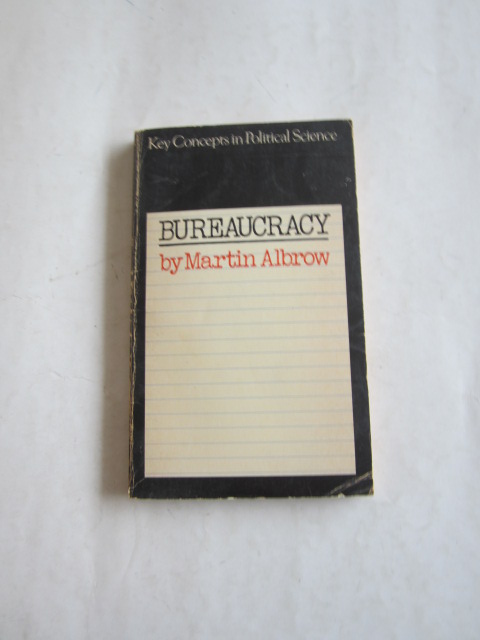 Key Concepts in Political Science
BUREAUCRACY
by Martin Albrow